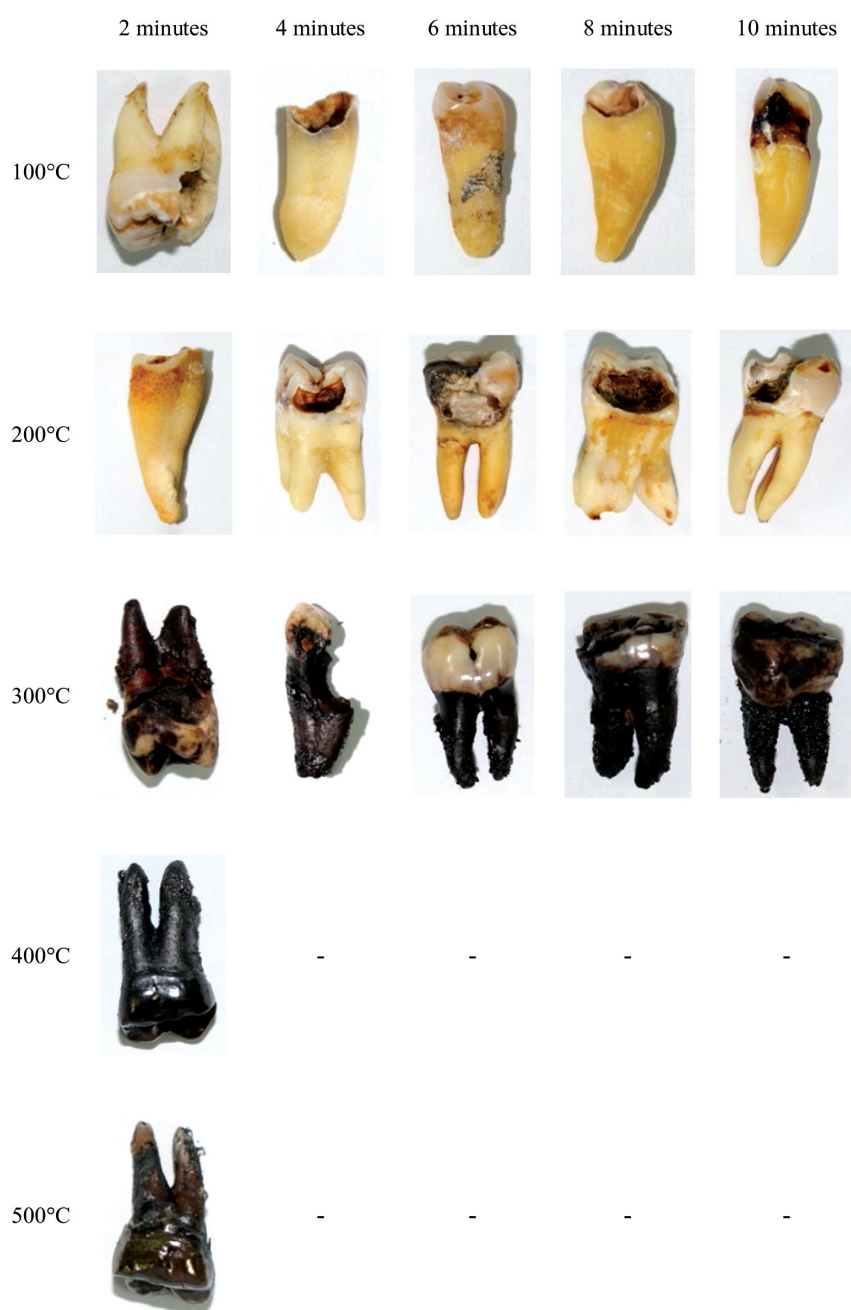 2 minutes 4 minutes 6 minutes 8 minutes 10 minutes
100°C
200°C
300°C
400°C - - - -
500°C - - - -